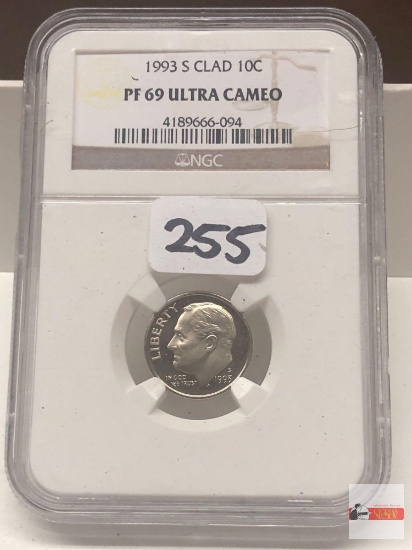 1993 S CLAD 10C
PF 69 ULTRA CAMEO
4189666-094
NGC
255
LIBERTY
IN GOD
WE TRUST
S
1993